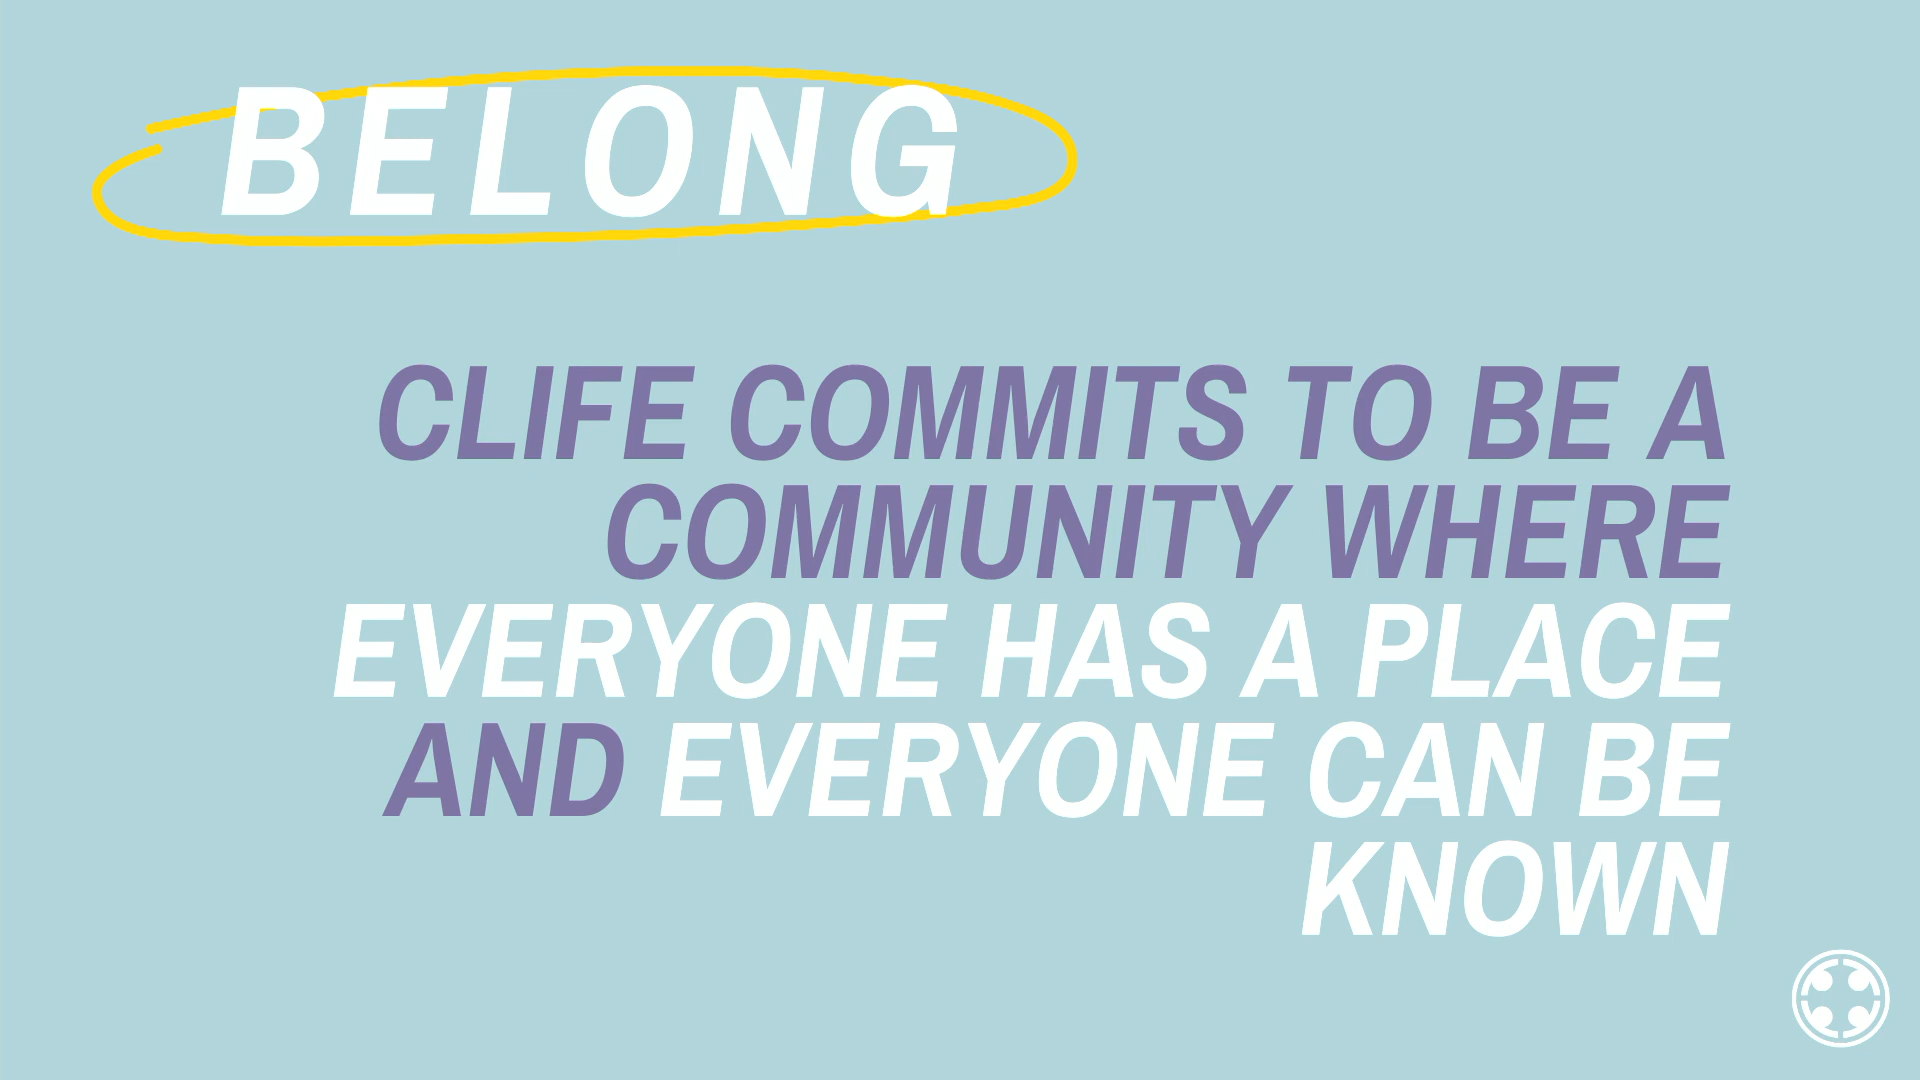 BELONG
CLIFE COMMITS TO BE A
COMMUNITY WHERE
EVERYONE HAS A PLACE
AND EVERYONE CAN BE
KNOWN